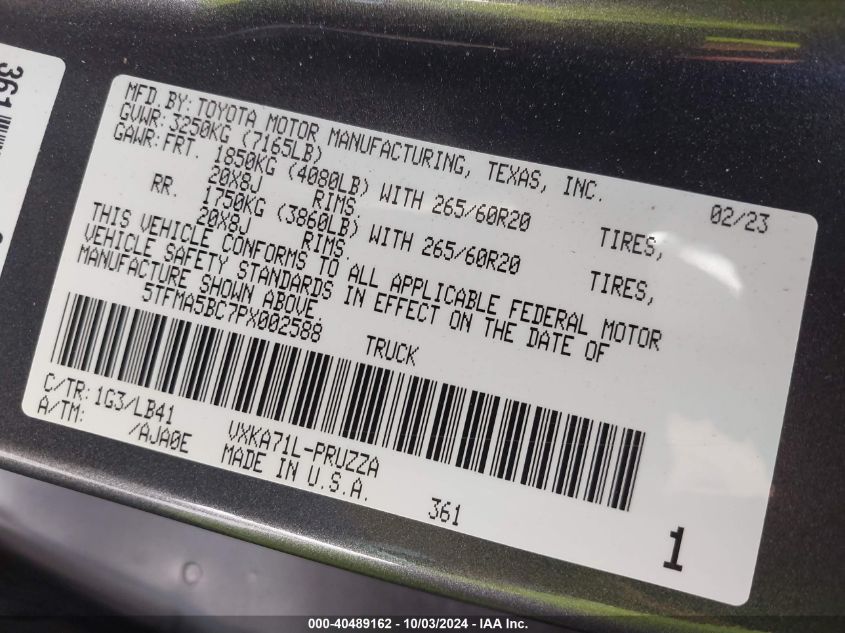 361
MFD. BY: TOYOTA MOTOR MANUFACTURING, TEXAS, INC. 02/23
GVWR: 3250KG (7165LB)
GAWR: FRT. 1850KG (4080LB) WITH 265/60R20 TIRES,
20X8J RIMS.
RR. 1750KG (3860LB) WITH 265/60R20 TIRES,
20X8J RIMS.
THIS VEHICLE CONFORMS TO ALL APPLICABLE FEDERAL MOTOR
VEHICLE SAFETY STANDARDS IN EFFECT ON THE DATE OF
MANUFACTURE SHOWN ABOVE.
5TFMA5BC7PX002588 TRUCK
C/TR: 1G3/LB41 VXKA71L-PRUZZA
A/TM: /AJA0E MADE IN U.S.A.
361
1
000-40489162 - 10/03/2024 - IAA Inc.